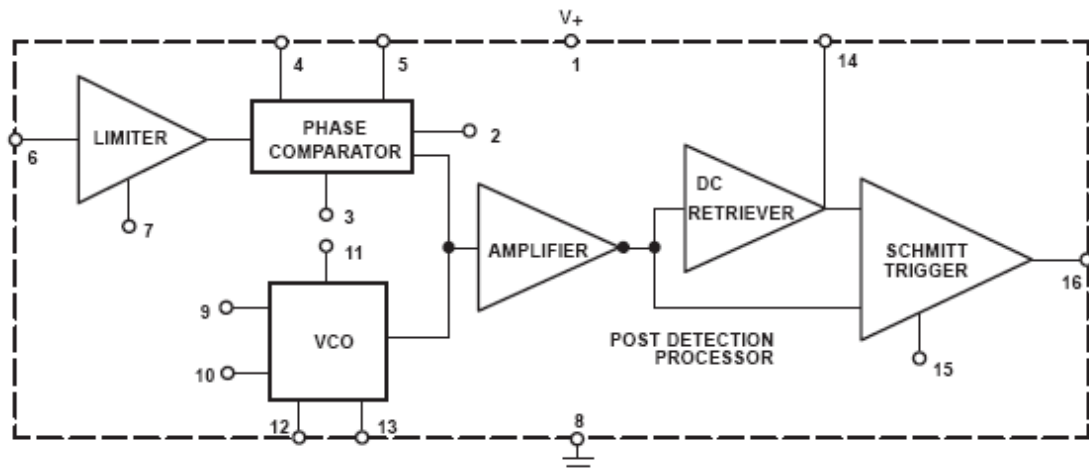 V+
4
5
1
14
LIMITER
PHASE
COMPARATOR
2
6
7
3
11
DC
RETRIEVER
AMPLIFIER
SCHMITT
TRIGGER
16
9
VCO
10
POST DETECTION
PROCESSOR
15
12
13
8